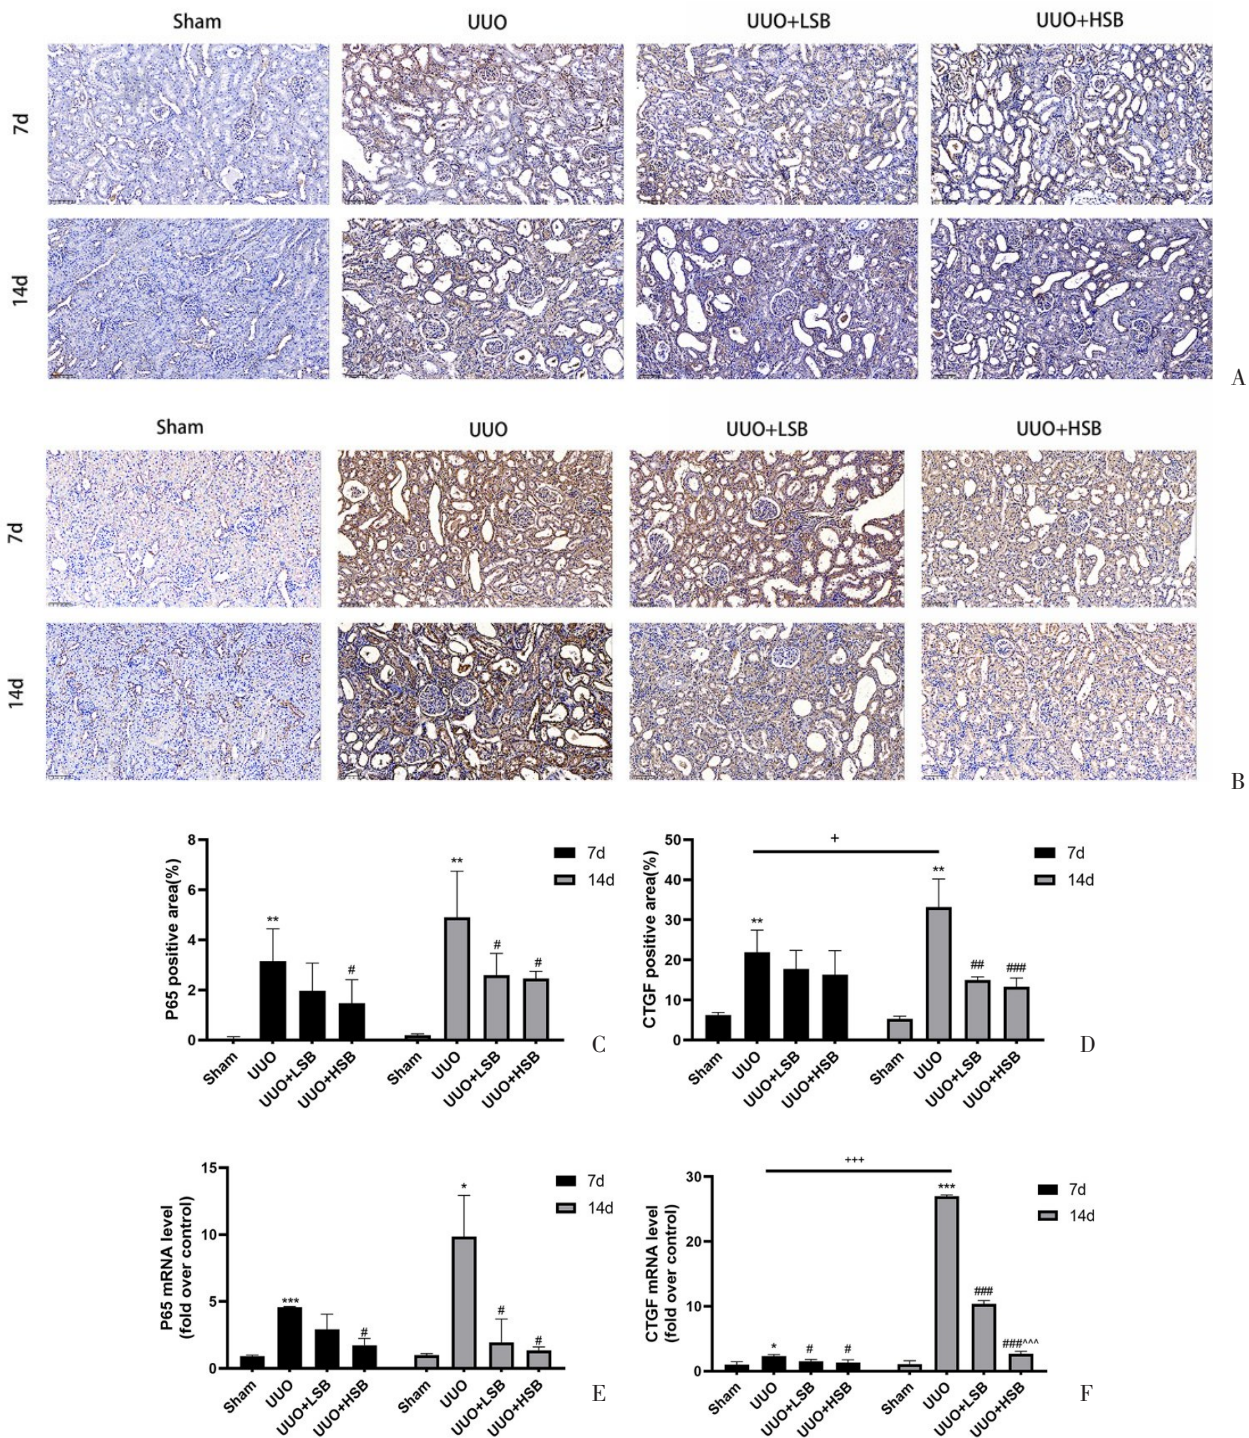 Sham UUO UUO+LSB UUO+HSB
7d
14d
A
Sham UUO UUO+LSB UUO+HSB
7d
14d
B
P65 positive area(%)
8
6
4
2
0
** # ** # #
7d
14d
Sham UUO UUO+LSB UUO+HSB Sham UUO UUO+LSB UUO+HSB
C
CTGF positive area(%)
50
40
30
20
10
0
+
** ** ## ###
7d
14d
Sham UUO UUO+LSB UUO+HSB Sham UUO UUO+LSB UUO+HSB
D
P65 mRNA level
(fold over control)
15
10
5
0
*** # * # #
7d
14d
Sham UUO UUO+LSB UUO+HSB Sham UUO UUO+LSB UUO+HSB
E
CTGF mRNA level
(fold over control)
30
20
10
0
+++
* # # *** ### ###^^^
7d
14d
Sham UUO UUO+LSB UUO+HSB Sham UUO UUO+LSB UUO+HSB
F